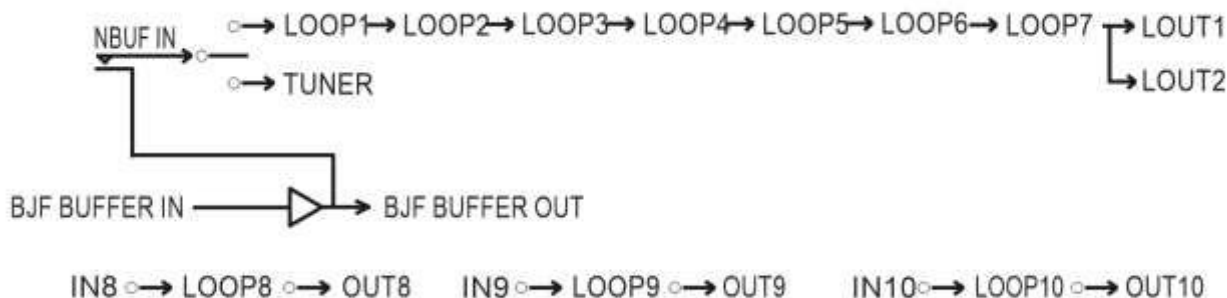 NBUF IN
LOOP1 LOOP2 LOOP3 LOOP4 LOOP5 LOOP6 LOOP7 LOUT1
TUNER
LOUT2
BJF BUFFER IN BJF BUFFER OUT
IN8 LOOP8 OUT8 IN9 LOOP9 OUT9 IN10 LOOP10 OUT10